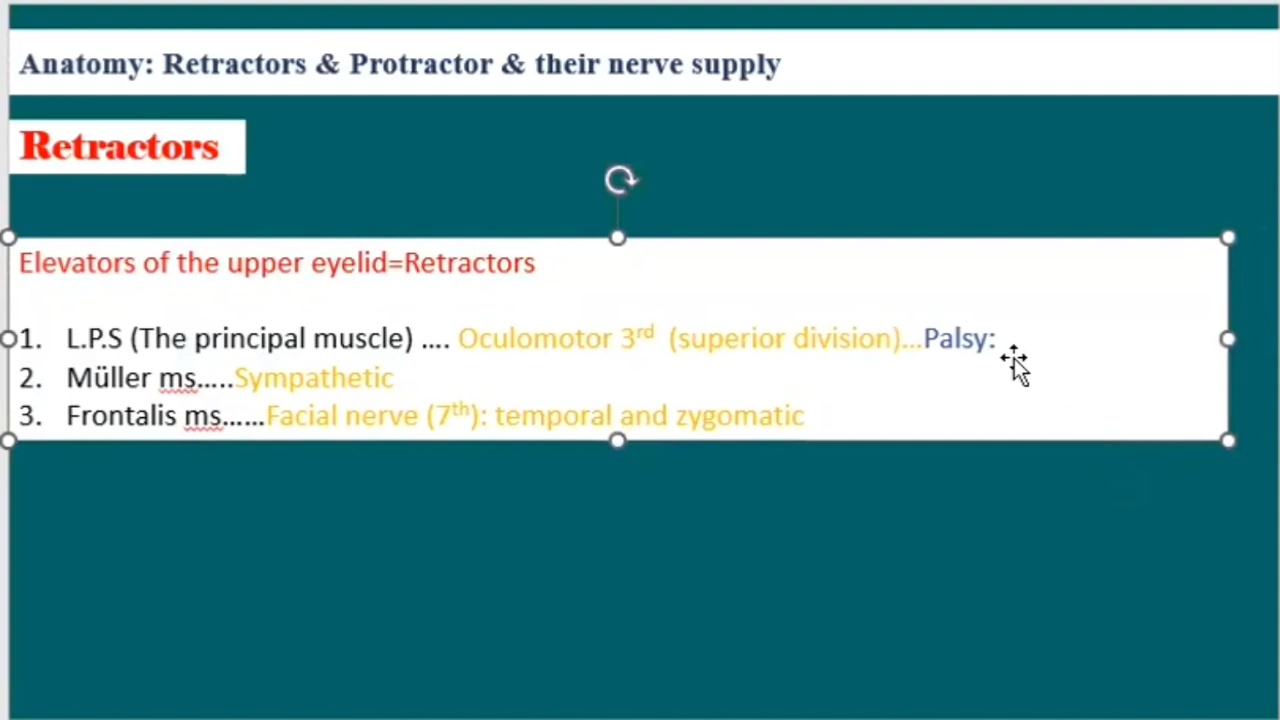 Anatomy: Retractors & Protractor & their nerve supply
Retractors
Elevators of the upper eyelid=Retractors
1. L.P.S (The principal muscle) .... Oculomotor 3rd (superior division)...Palsy:
2. Müller ms.....Sympathetic
3. Frontalis ms......Facial nerve (7th): temporal and zygomatic